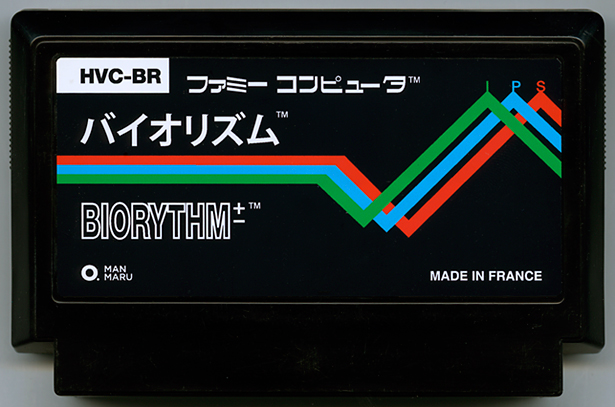 HVC-BR ファミー コンピュータ™
I P S
バイオリズム™
BIORYTHM±™
O. MAN
MARU
MADE IN FRANCE